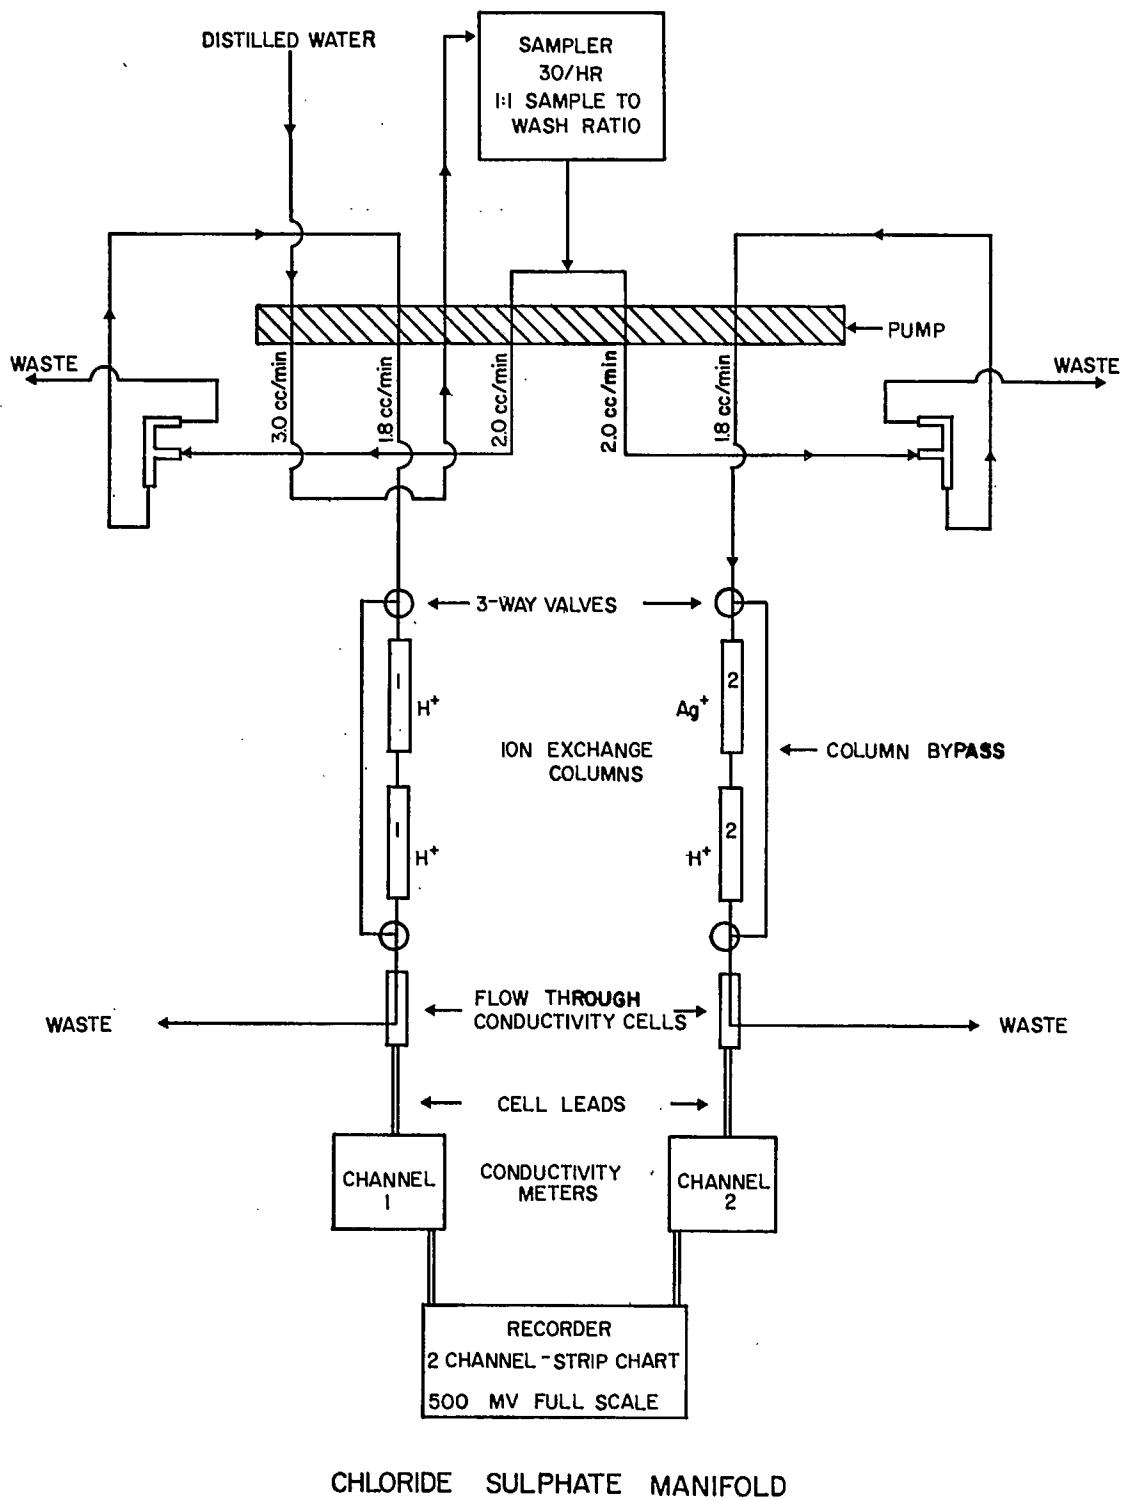 DISTILLED WATER
SAMPLER
30/HR
1:1 SAMPLE TO
WASH RATIO
PUMP
WASTE
WASTE
3.0 cc/min
1.8 cc/min
2.0 cc/min
2.0 cc/min
1.8 cc/min
3-WAY VALVES
1
H+
2
Ag+
ION EXCHANGE
COLUMNS
COLUMN BYPASS
1
H+
2
H+
FLOW THROUGH
CONDUCTIVITY CELLS
WASTE
WASTE
CELL LEADS
CHANNEL
1
CONDUCTIVITY
METERS
CHANNEL
2
RECORDER
2 CHANNEL-STRIP CHART
500 MV FULL SCALE
CHLORIDE SULPHATE MANIFOLD